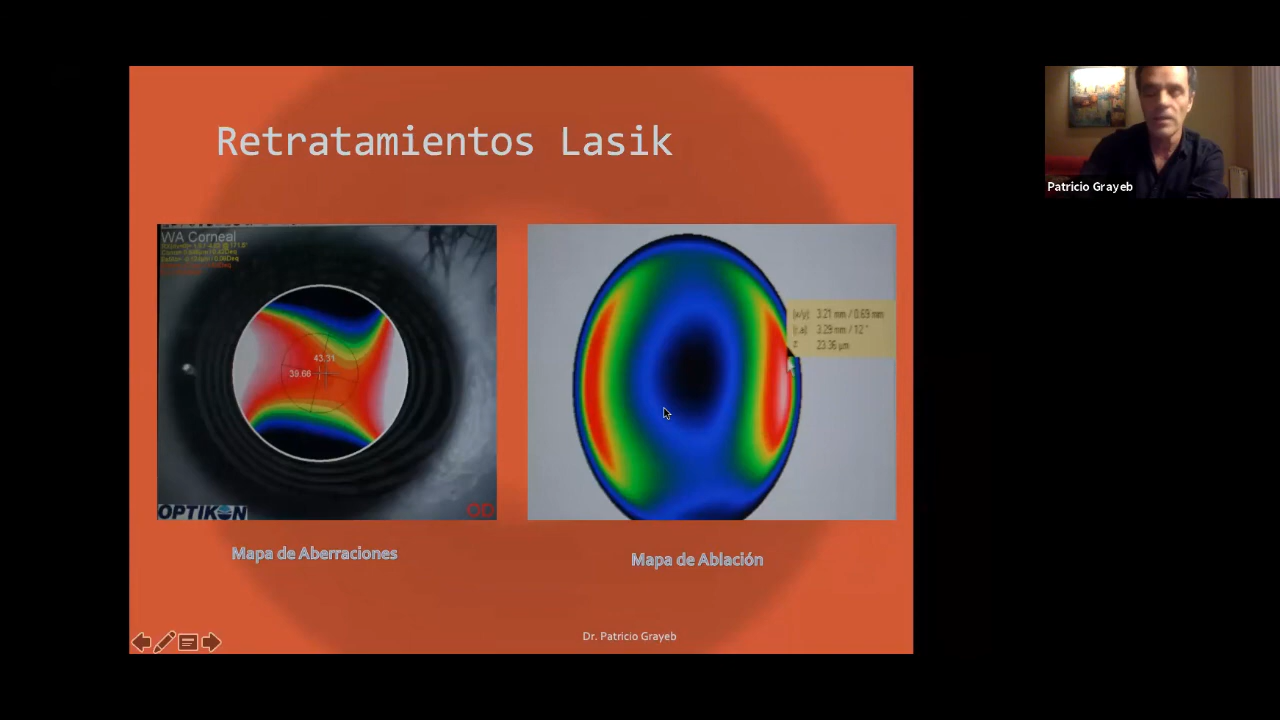 Retratamientos Lasik
Patricio Grayeb
WA Corneal
43.31
39.66
3.21 mm / 0.69 mm
3.29 mm / 12°
23.36 µm
OPTIKON
OD
Mapa de Aberraciones
Mapa de Ablación
Dr. Patricio Grayeb